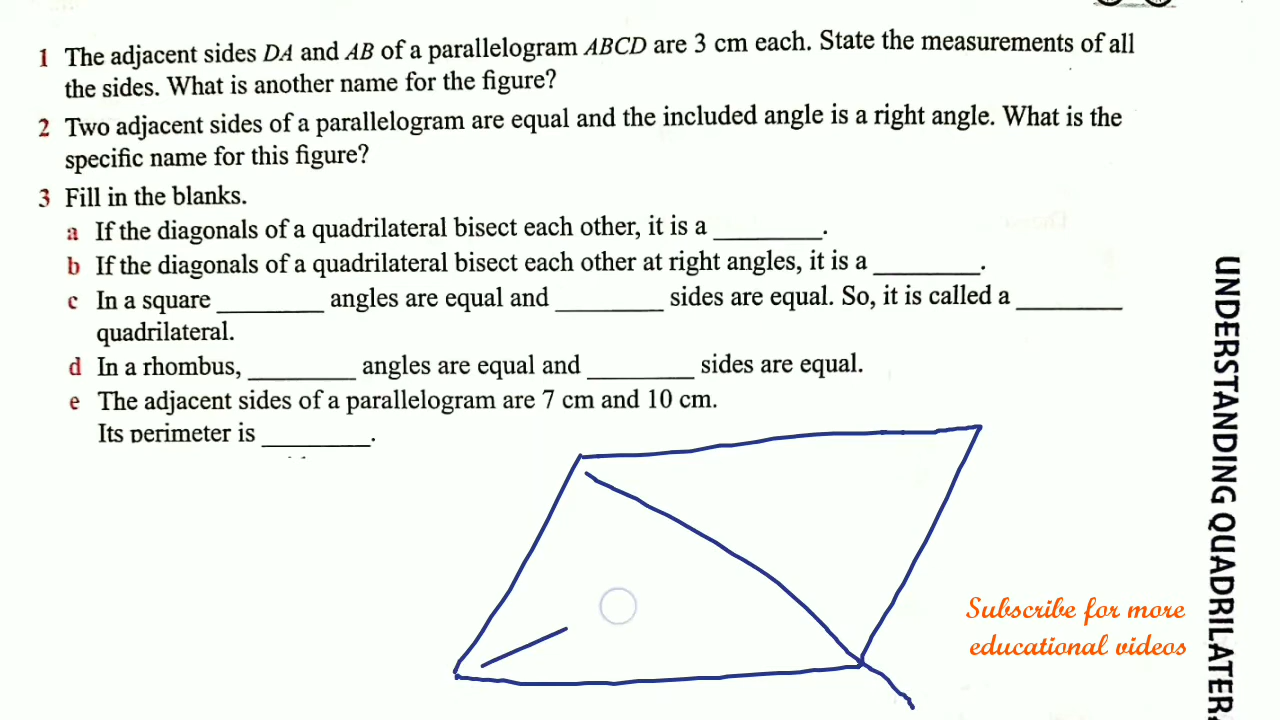 1 The adjacent sides DA and AB of a parallelogram ABCD are 3 cm each. State the measurements of all
the sides. What is another name for the figure?
2 Two adjacent sides of a parallelogram are equal and the included angle is a right angle. What is the
specific name for this figure?
3 Fill in the blanks.
a If the diagonals of a quadrilateral bisect each other, it is a ________.
b If the diagonals of a quadrilateral bisect each other at right angles, it is a ________.
c In a square ________ angles are equal and ________ sides are equal. So, it is called a ________
quadrilateral.
d In a rhombus, ________ angles are equal and ________ sides are equal.
e The adjacent sides of a parallelogram are 7 cm and 10 cm.
Its perimeter is ________.
Subscribe for more
educational videos
UNDERSTANDING